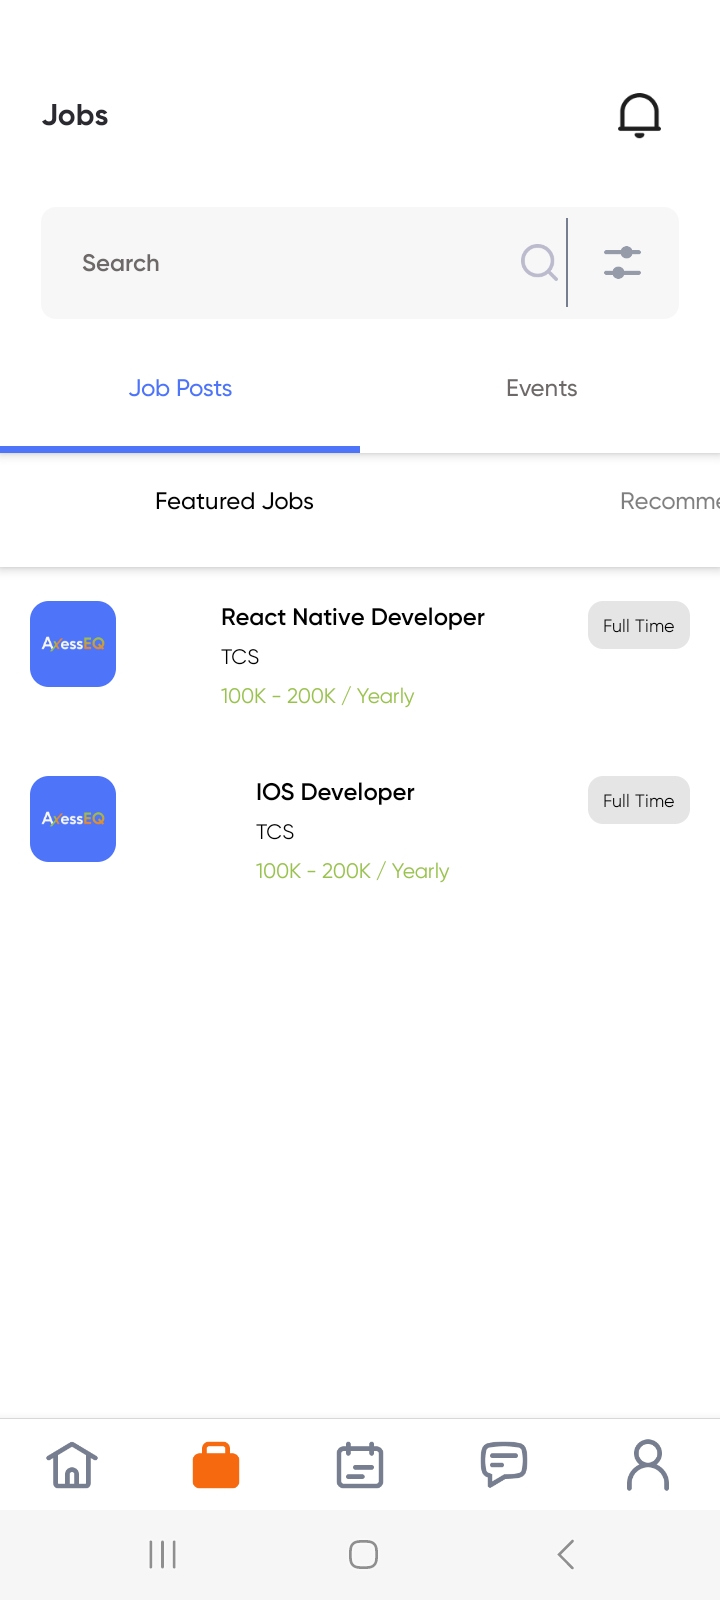 Jobs
Search
Job Posts
Events
Featured Jobs
Recomme
AxessEQ
React Native Developer
Full Time
TCS
100K - 200K / Yearly
AxessEQ
IOS Developer
Full Time
TCS
100K - 200K / Yearly